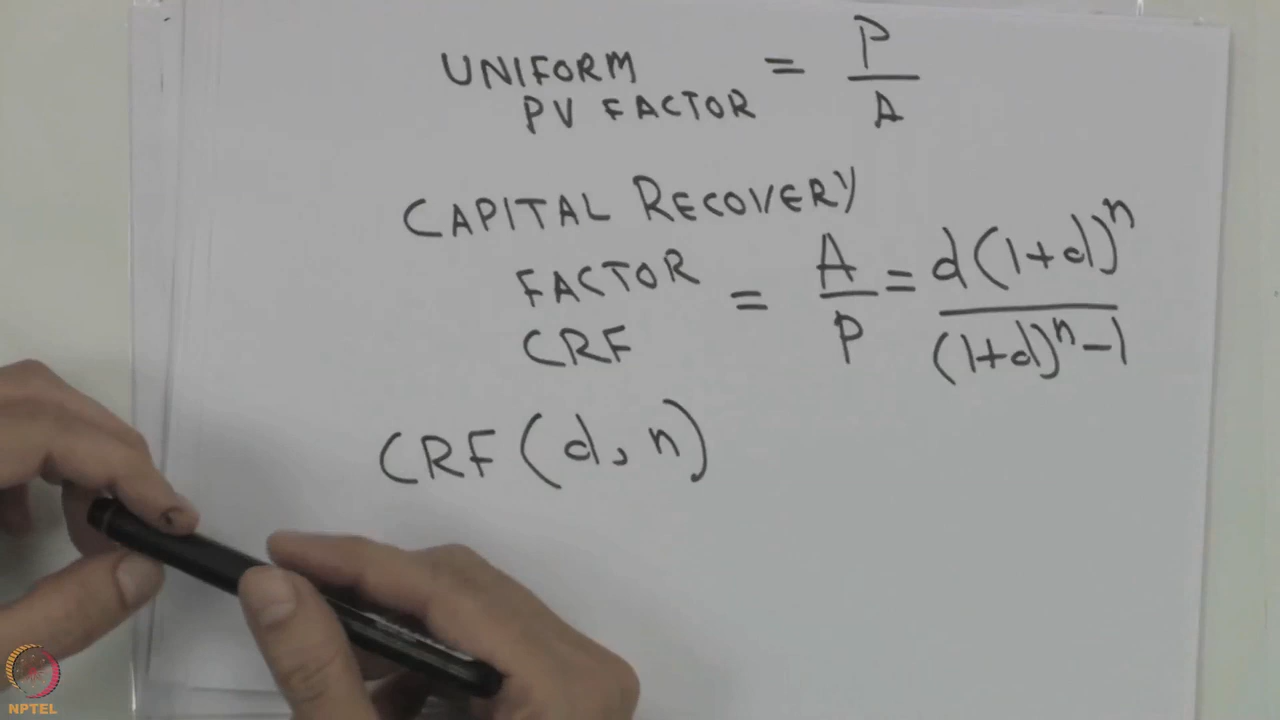 UNIFORM
PV FACTOR = P/A
CAPITAL RECOVERY
FACTOR
CRF = A/P = d(1+d)^n/((1+d)^n-1)
CRF(d, n)
NPTEL